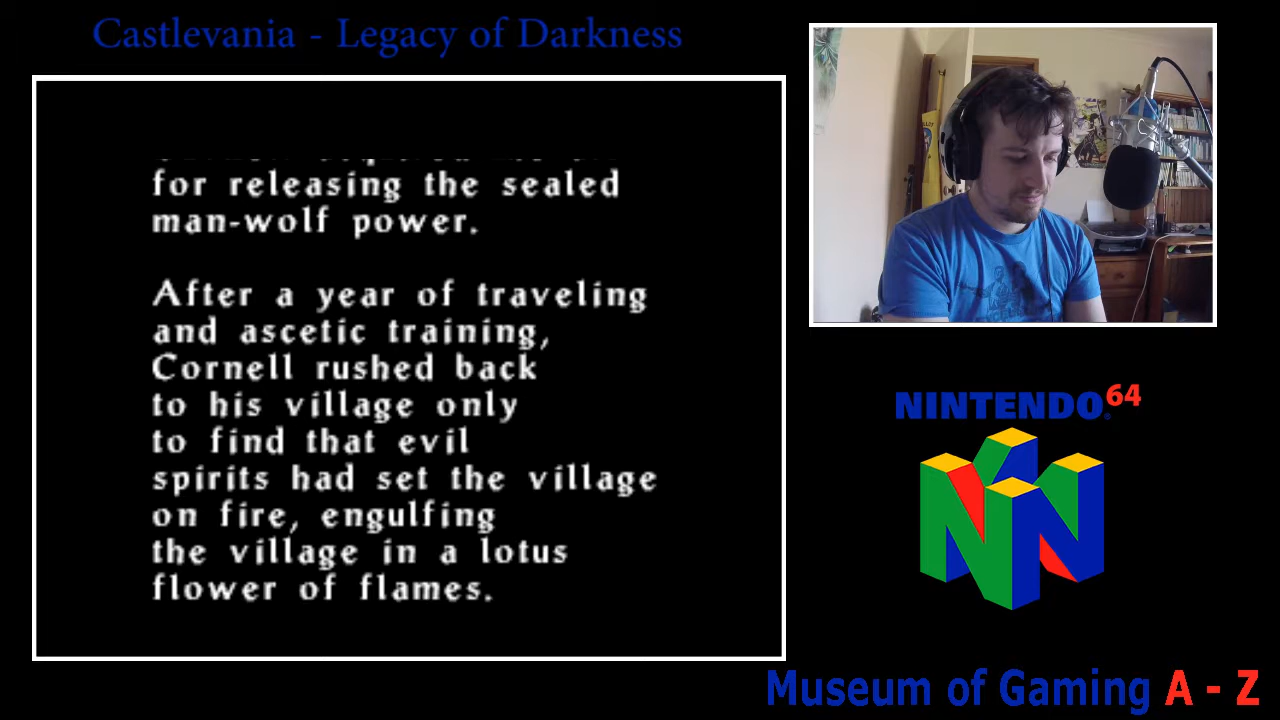 Castlevania - Legacy of Darkness
for releasing the sealed
man-wolf power.
After a year of traveling
and ascetic training,
Cornell rushed back
to his village only
to find that evil
spirits had set the village
on fire, engulfing
the village in a lotus
flower of flames.
NINTENDO 64
Museum of Gaming A - Z